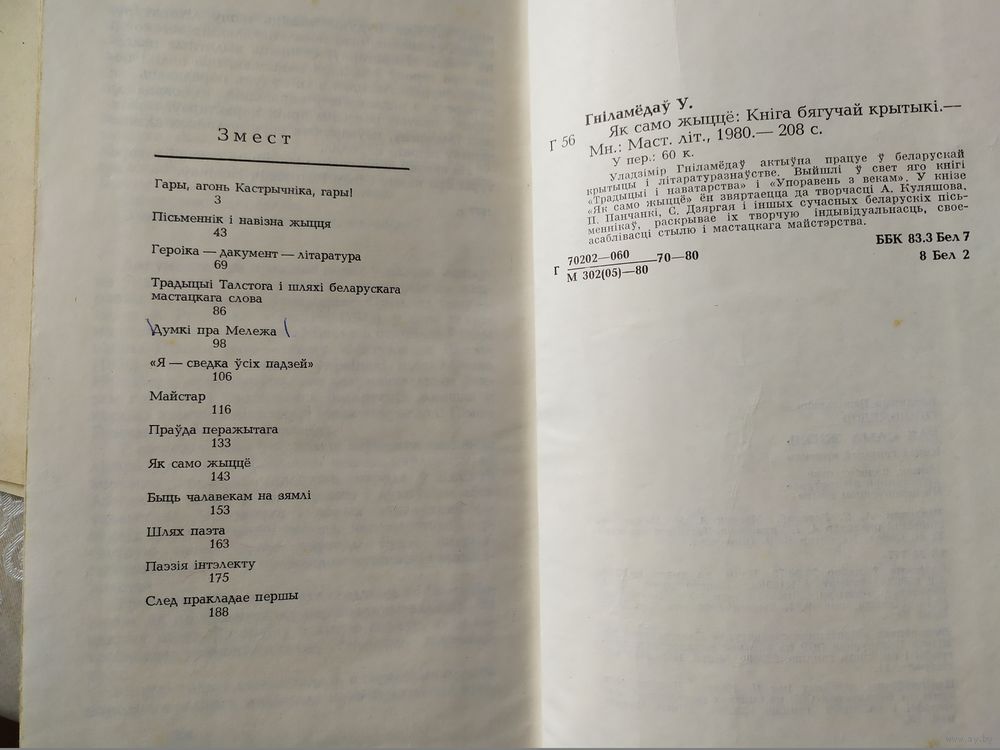 Змест
Гары, агонь Кастрычніка, гары!
3
Пісьменнік і навізна жыцця
43
Героіка — дакумент — літаратура
69
Традыцыі Талстога і шляхі беларускага
мастацкага слова
86
Думкі пра Мележа
98
«Я — сведка ўсіх падзей»
106
Майстар
116
Праўда перажытага
133
Як само жыццё
143
Быць чалавекам на зямлі
153
Шлях паэта
163
Паэзія інтэлекту
175
След пракладае першы
188
Гніламёдаў У.
Г 56 Як само жыццё: Кніга бягучай крытыкі.—
Мн.: Маст. літ., 1980.— 208 с.
У пер.: 60 к.
Уладзімір Гніламёдаў актыўна працуе ў беларускай
крытыцы і літаратуразнаўстве. Выйшлі ў свет яго кнігі
«Традыцыі і наватарства» і «Упоравень з векам». У кнізе
«Як само жыццё» ён звяртаецца да творчасці А. Куляшова,
П. Панчанкі, С. Дзяргая і іншых сучасных беларускіх пісь-
меннікаў, раскрывае іх творчую індывідуальнасць, свое-
асаблівасці стылю і мастацкага майстэрства.
ББК 83.3 Бел 7
8 Бел 2
Г 70202—060
М 302(05)—80 70—80
www.ay.by